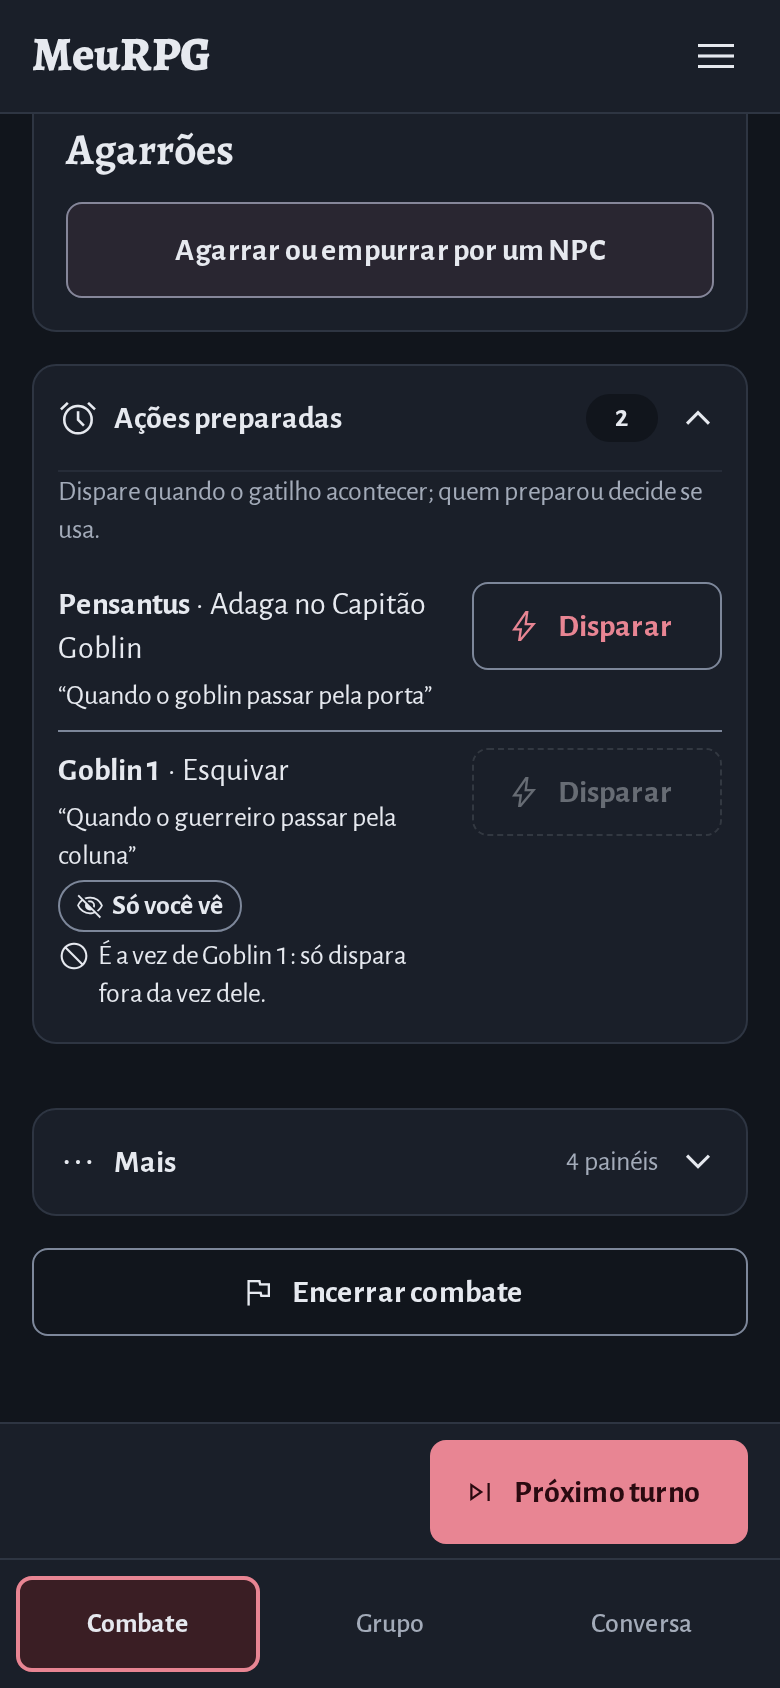 MeuRPG
Agarrões
Agarrar ou empurrar por um NPC
Ações preparadas
2
Dispare quando o gatilho acontecer; quem preparou decide se
usa.
Pensantus · Adaga no Capitão
Goblin
“Quando o goblin passar pela porta”
Disparar
Goblin 1 · Esquivar
“Quando o guerreiro passar pela
coluna”
Disparar
Só você vê
É a vez de Goblin 1: só dispara
fora da vez dele.
Mais
4 painéis
Encerrar combate
Próximo turno
Combate
Grupo
Conversa